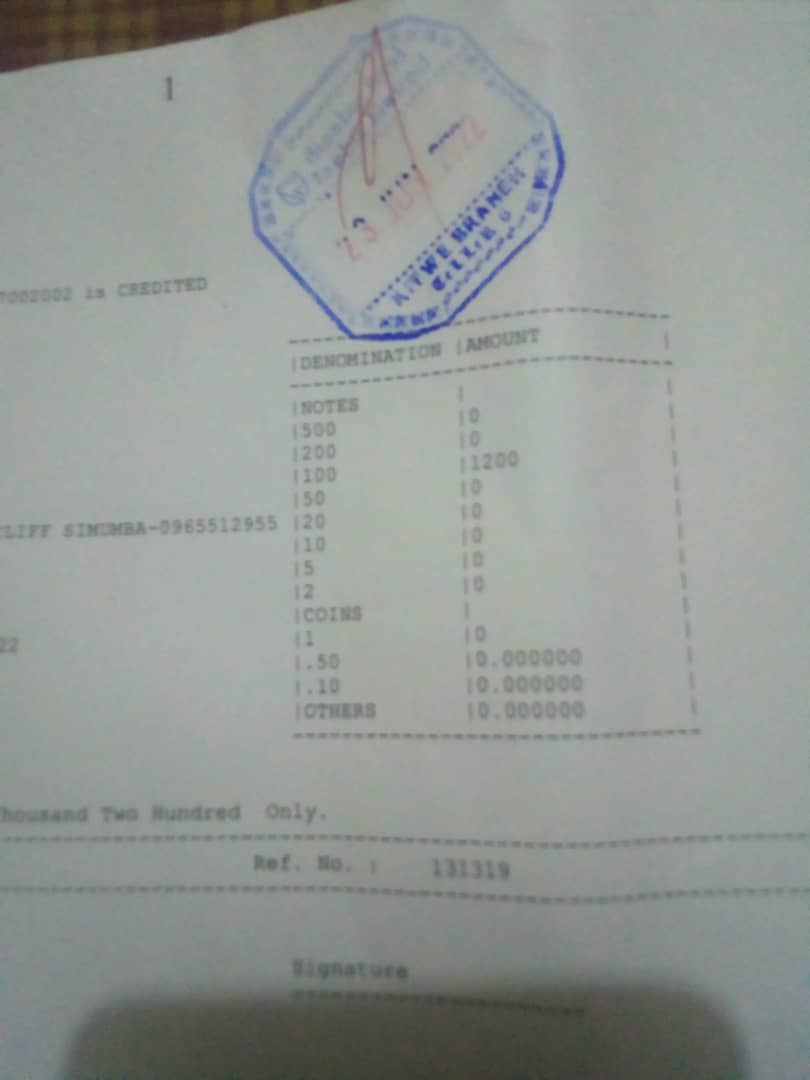 1
23 JUN 2022
KITWE BRANCH
7002002 is CREDITED
|DENOMINATION |AMOUNT |
|NOTES |
|500 |0
|200 |0
|100 |1200
|50 |0
LIFF SIMUMBA-0965512955 |20 |0
|10 |0
|5 |0
|2 |0
|COINS |
|1 |0
22
|.50 |0.000000
|.10 |0.000000
|OTHERS |0.000000
Thousand Two Hundred Only.
Ref. No. : 131319
Signature